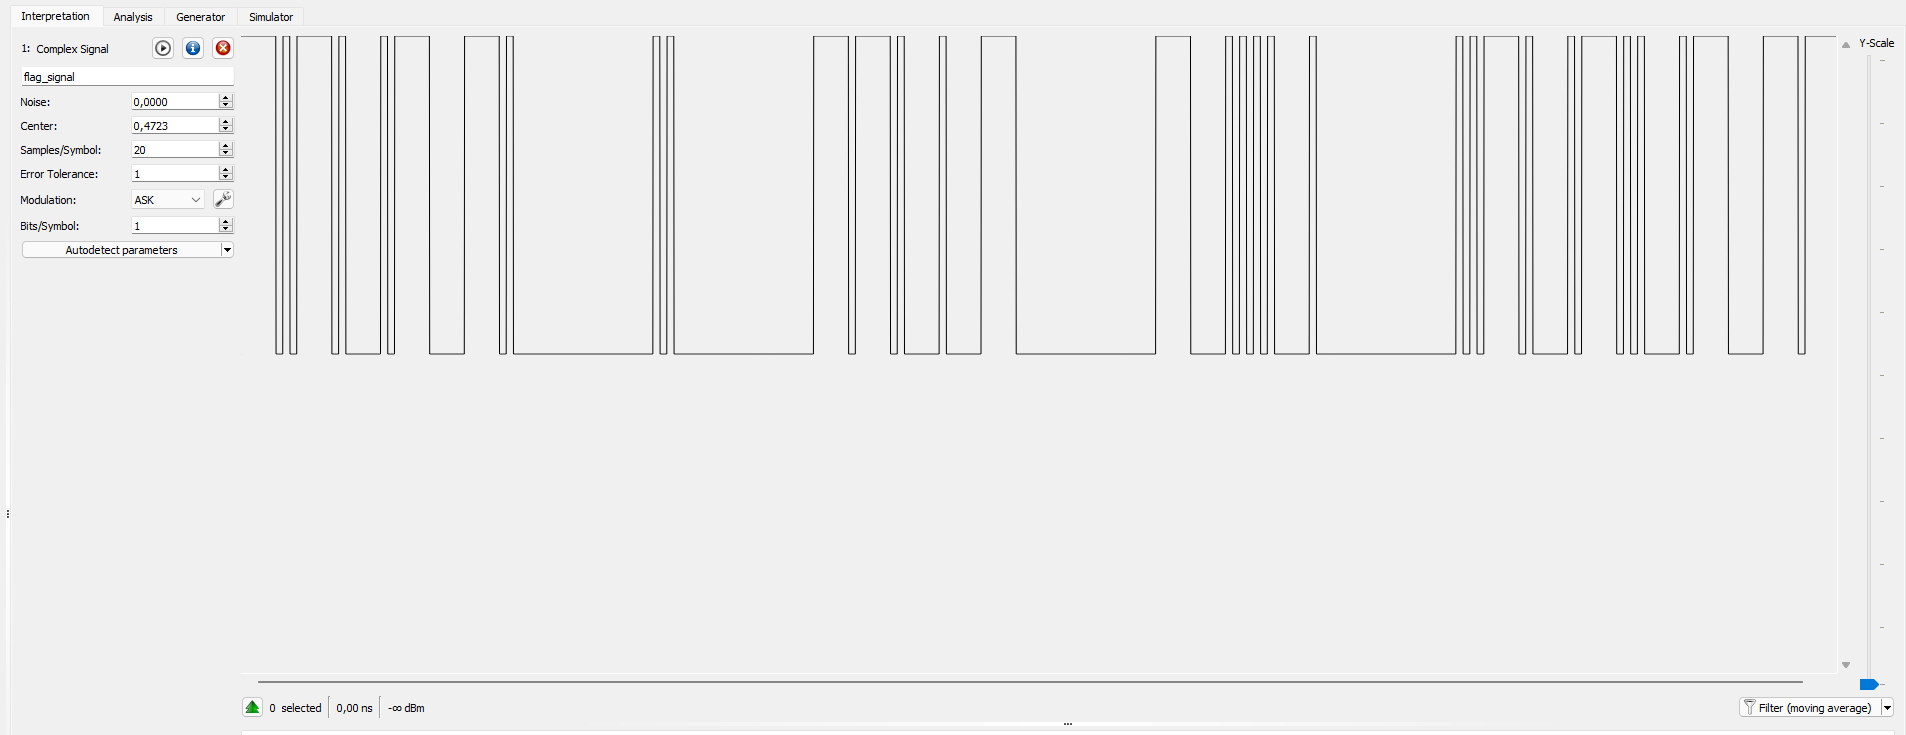 Interpretation Analysis Generator Simulator
1: Complex Signal
Y-Scale
flag_signal
Noise: 0,0000
Center: 0,4723
Samples/Symbol: 20
Error Tolerance: 1
Modulation: ASK
Bits/Symbol: 1
Autodetect parameters
0 selected 0,00 ns -∞ dBm
Filter (moving average)